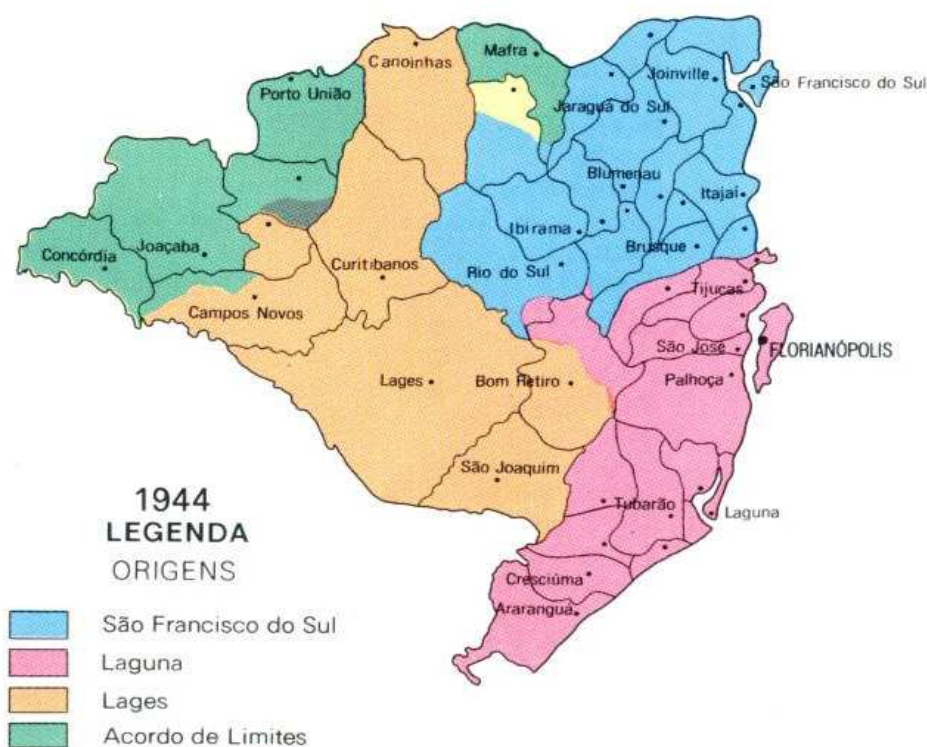 Mafra
Canoinhas
Joinville
São Francisco do Sul
Porto União
Jaraguá do Sul
Blumenau
Itajaí
Ibirama
Brusque
Joaçaba
Concórdia
Rio do Sul
Curitibanos
Tijucas
Campos Novos
São José
FLORIANÓPOLIS
Lages
Bom Retiro
Palhoça
São Joaquim
Tubarão
Laguna
Cresciúma
Araranguá
1944
LEGENDA
ORIGENS
São Francisco do Sul
Laguna
Lages
Acordo de Limites